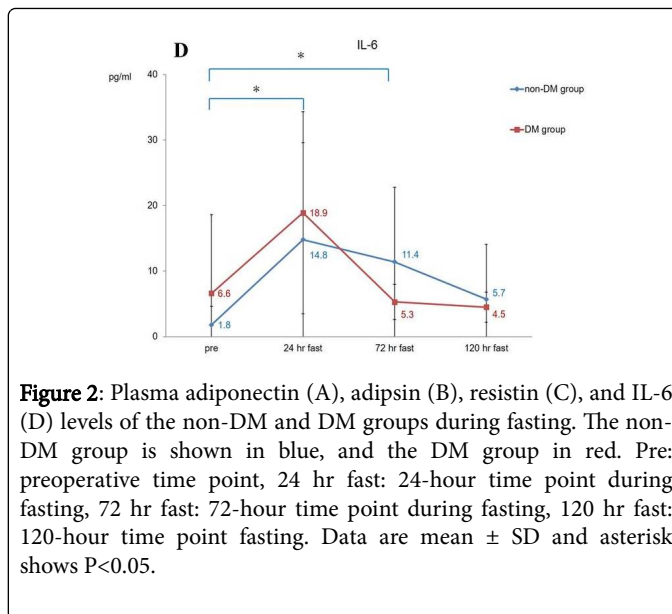 D
IL-6
pg/ml
40
30
20
10
0
*
*
non-DM group
DM group
6.6
1.8
18.9
14.8
11.4
5.3
5.7
4.5
pre
24 hr fast
72 hr fast
120 hr fast
Figure 2: Plasma adiponectin (A), adipsin (B), resistin (C), and IL-6
(D) levels of the non-DM and DM groups during fasting. The non-
DM group is shown in blue, and the DM group in red. Pre:
preoperative time point, 24 hr fast: 24-hour time point during
fasting, 72 hr fast: 72-hour time point during fasting, 120 hr fast:
120-hour time point fasting. Data are mean ± SD and asterisk
shows P<0.05.